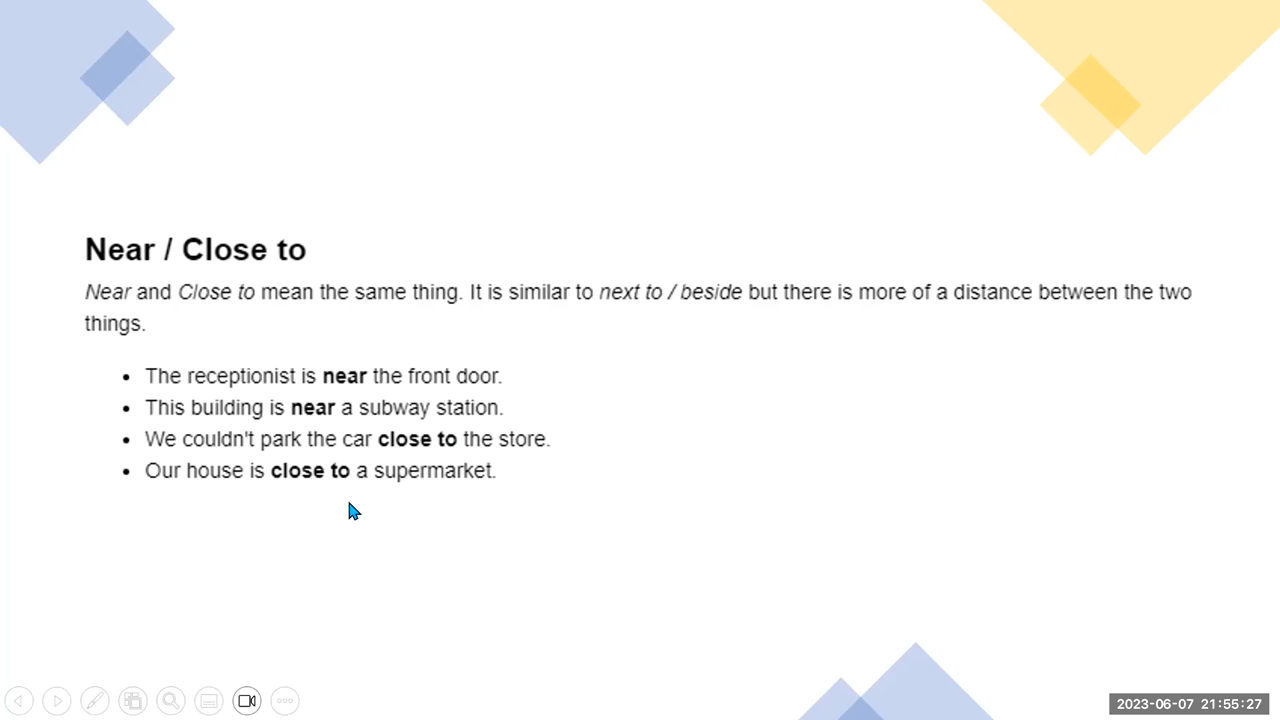 Near / Close to
Near and Close to mean the same thing. It is similar to next to / beside but there is more of a distance between the two
things.
• The receptionist is near the front door.
• This building is near a subway station.
• We couldn't park the car close to the store.
• Our house is close to a supermarket.
2023-06-07 21:55:27